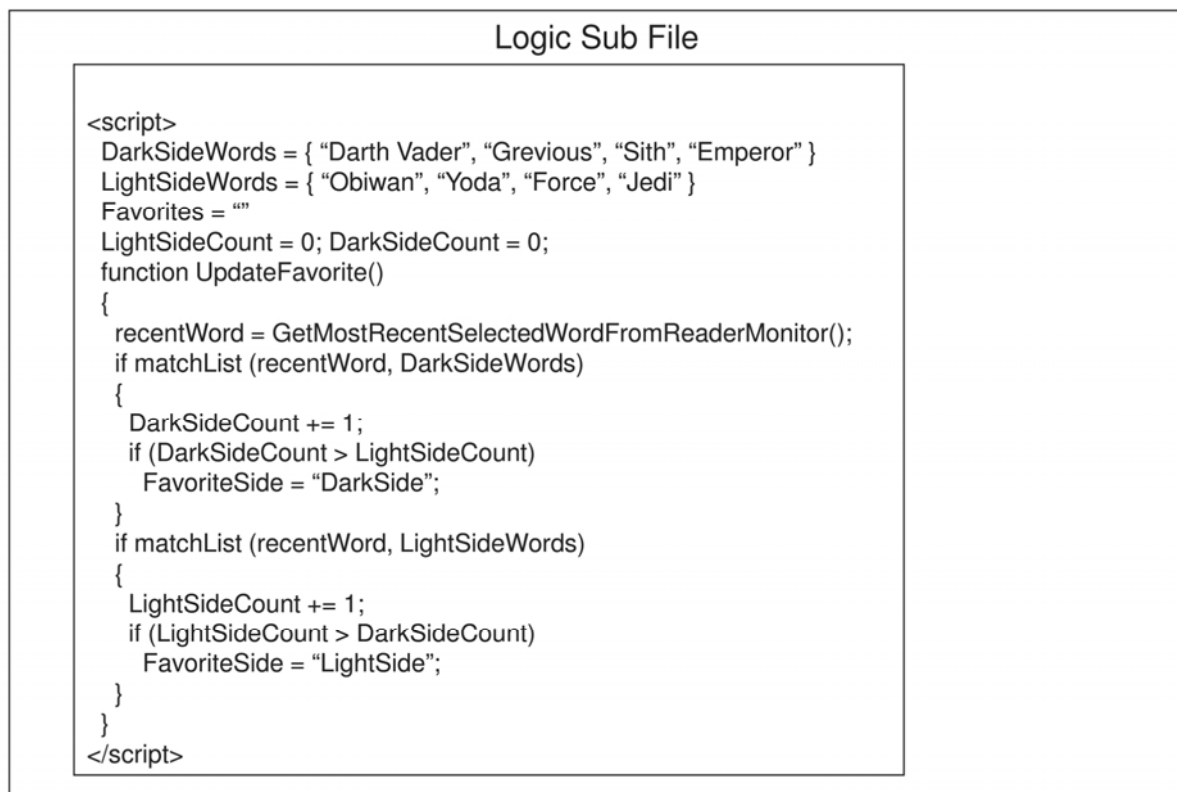 Logic Sub File
<script>
DarkSideWords = { “Darth Vader”, “Grevious”, “Sith”, “Emperor” }
LightSideWords = { “Obiwan”, “Yoda”, “Force”, “Jedi” }
Favorites = “”
LightSideCount = 0; DarkSideCount = 0;
function UpdateFavorite()
{
recentWord = GetMostRecentSelectedWordFromReaderMonitor();
if matchList (recentWord, DarkSideWords)
{
DarkSideCount += 1;
if (DarkSideCount > LightSideCount)
FavoriteSide = “DarkSide”;
}
if matchList (recentWord, LightSideWords)
{
LightSideCount += 1;
if (LightSideCount > DarkSideCount)
FavoriteSide = “LightSide”;
}
}
</script>